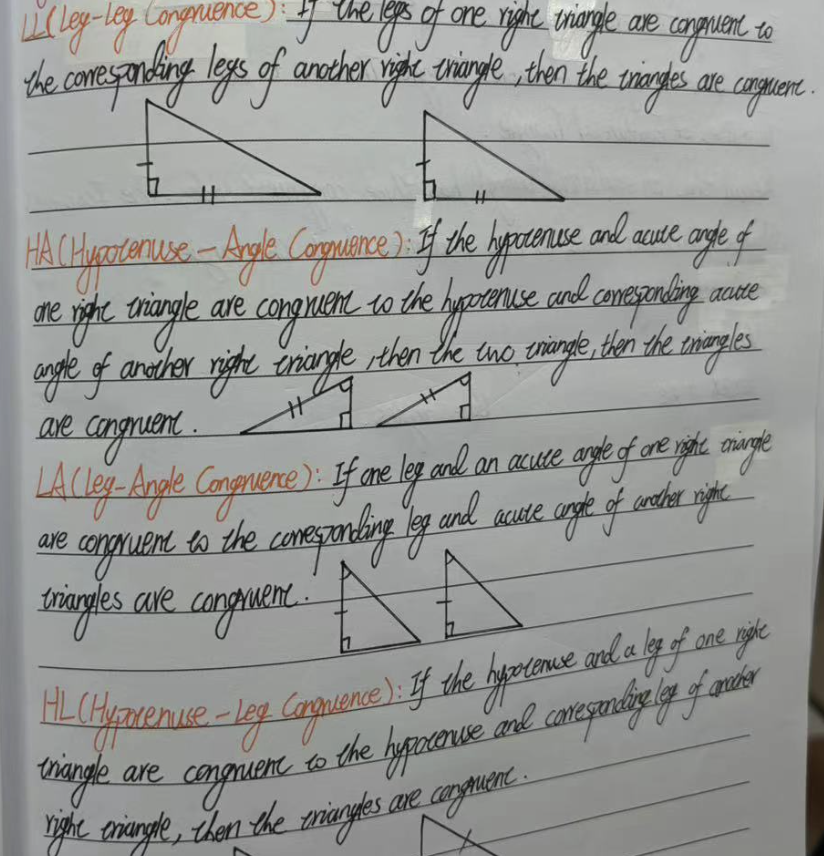 LL(Leg-Leg Congruence): If the legs of one right triangle are congruent to
the corresponding legs of another right triangle, then the triangles are congruent.
HA(Hypotenuse-Angle Congruence): If the hypotenuse and acute angle of
one right triangle are congruent to the hypotenuse and corresponding acute
angle of another right triangle, then the two triangle, then the triangles
are congruent.
LA(Leg-Angle Congruence): If one leg and an acute angle of one right triangle
are congruent to the corresponding leg and acute angle of another right
triangles are congruent.
HL(Hypotenuse-Leg Congruence): If the hypotenuse and a leg of one right
triangle are congruent to the hypotenuse and corresponding leg of another
right triangle, then the triangles are congruent.